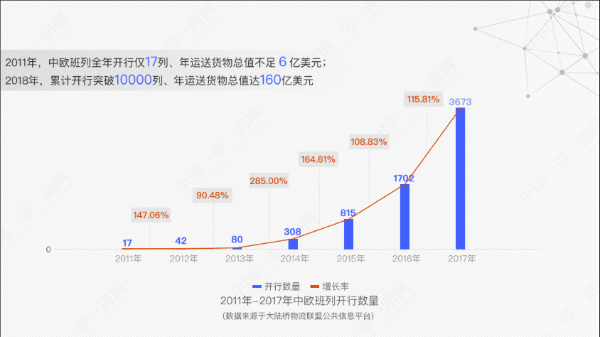 2011年，中欧班列全年开行仅17列、年运送货物总值不足 6 亿美元；
2018年，累计开行突破10000列、年运送货物总值达160亿美元
115.81%
3673
108.83%
164.61%
1702
285.00%
90.48%
815
147.06%
308
17 42 80
0
2011年 2012年 2013年 2014年 2015年 2016年 2017年
开行数量 增长率
2011年-2017年中欧班列开行数量
(数据来源于大陆桥物流联盟公共信息平台)